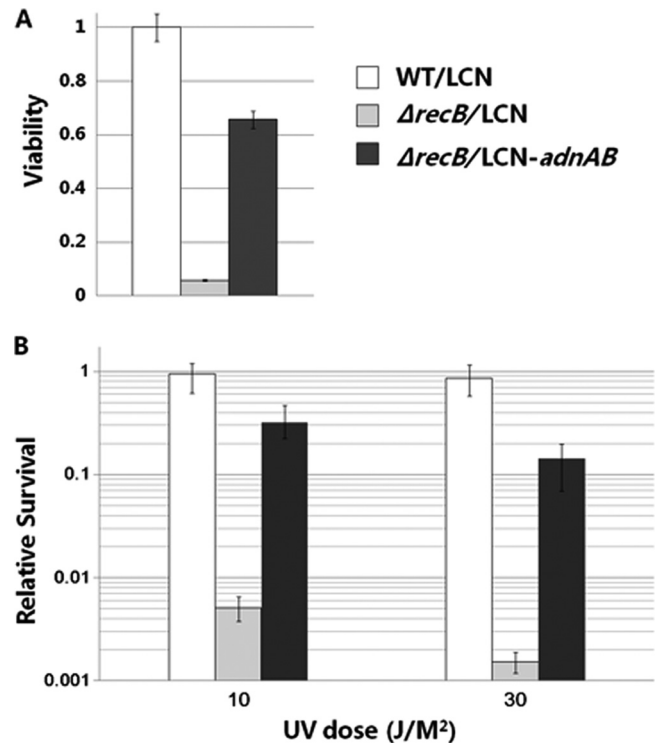 A
1
0.8
0.6
0.4
0.2
0
Viability
WT/LCN
ΔrecB/LCN
ΔrecB/LCN-adnAB
B
1
0.1
0.01
0.001
Relative Survival
10
30
UV dose (J/M²)